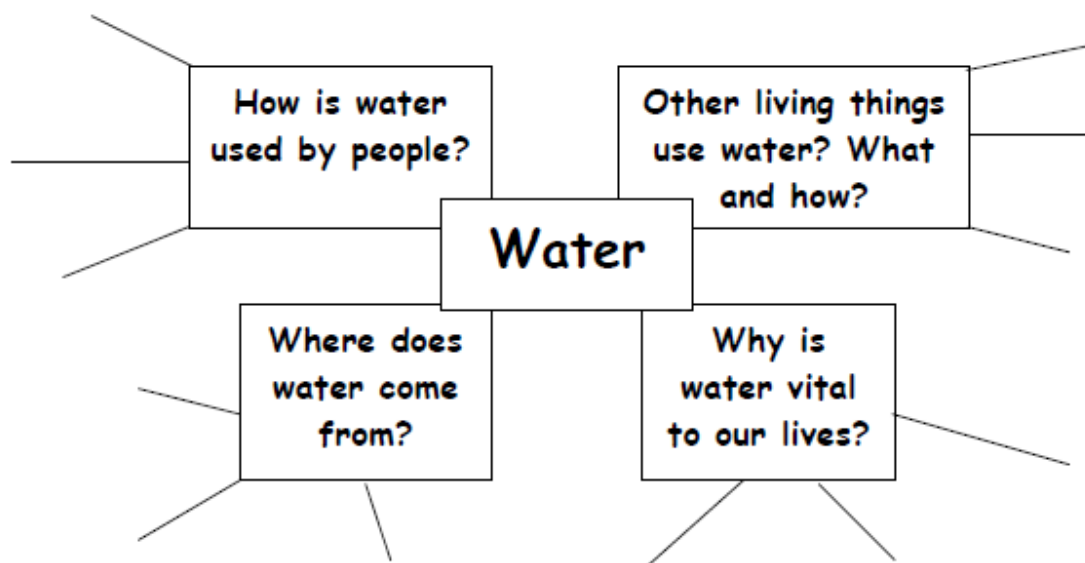 How is water
used by people?
Other living things
use water? What
and how?
Water
Where does
water come
from?
Why is
water vital
to our lives?